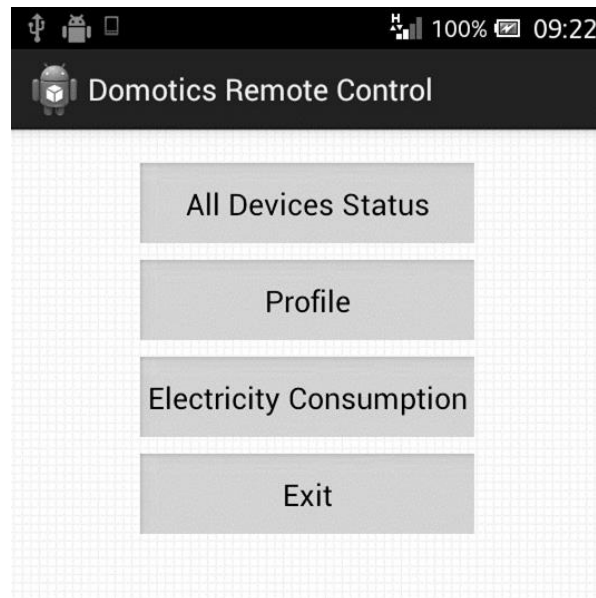 H 100% 09:22
Domotics Remote Control
All Devices Status
Profile
Electricity Consumption
Exit